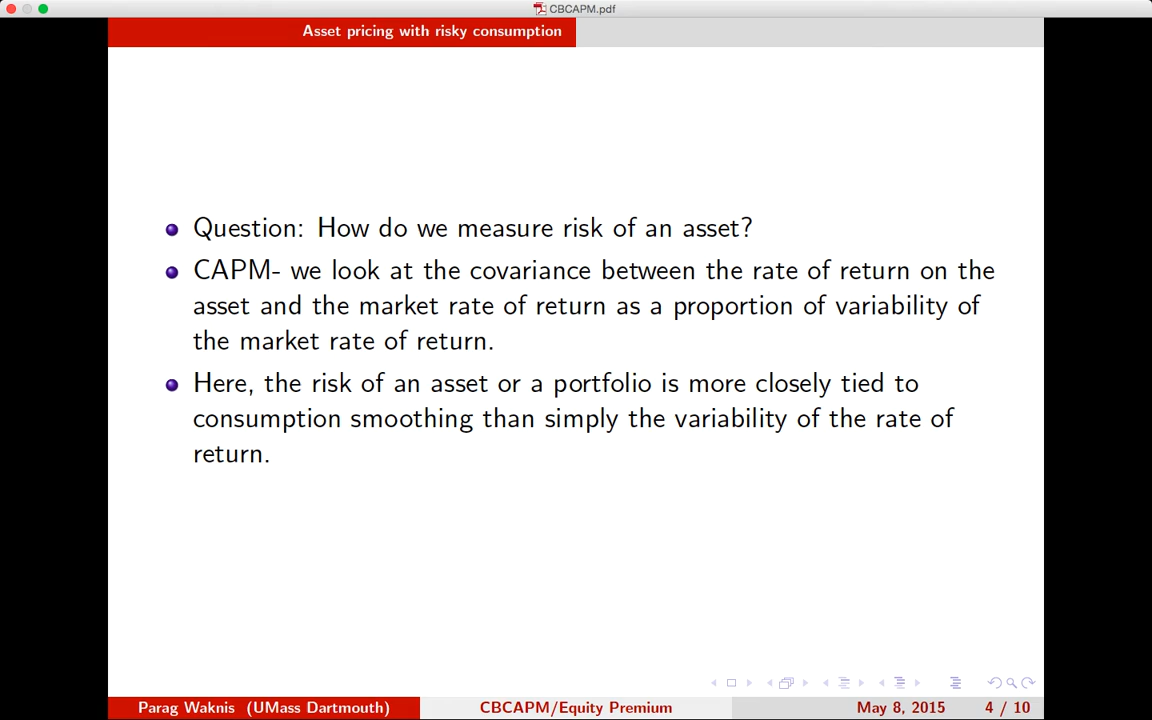 CBCAPM.pdf
Asset pricing with risky consumption
Question: How do we measure risk of an asset?
CAPM- we look at the covariance between the rate of return on the
asset and the market rate of return as a proportion of variability of
the market rate of return.
Here, the risk of an asset or a portfolio is more closely tied to
consumption smoothing than simply the variability of the rate of
return.
Parag Waknis (UMass Dartmouth) CBCAPM/Equity Premium May 8, 2015 4 / 10